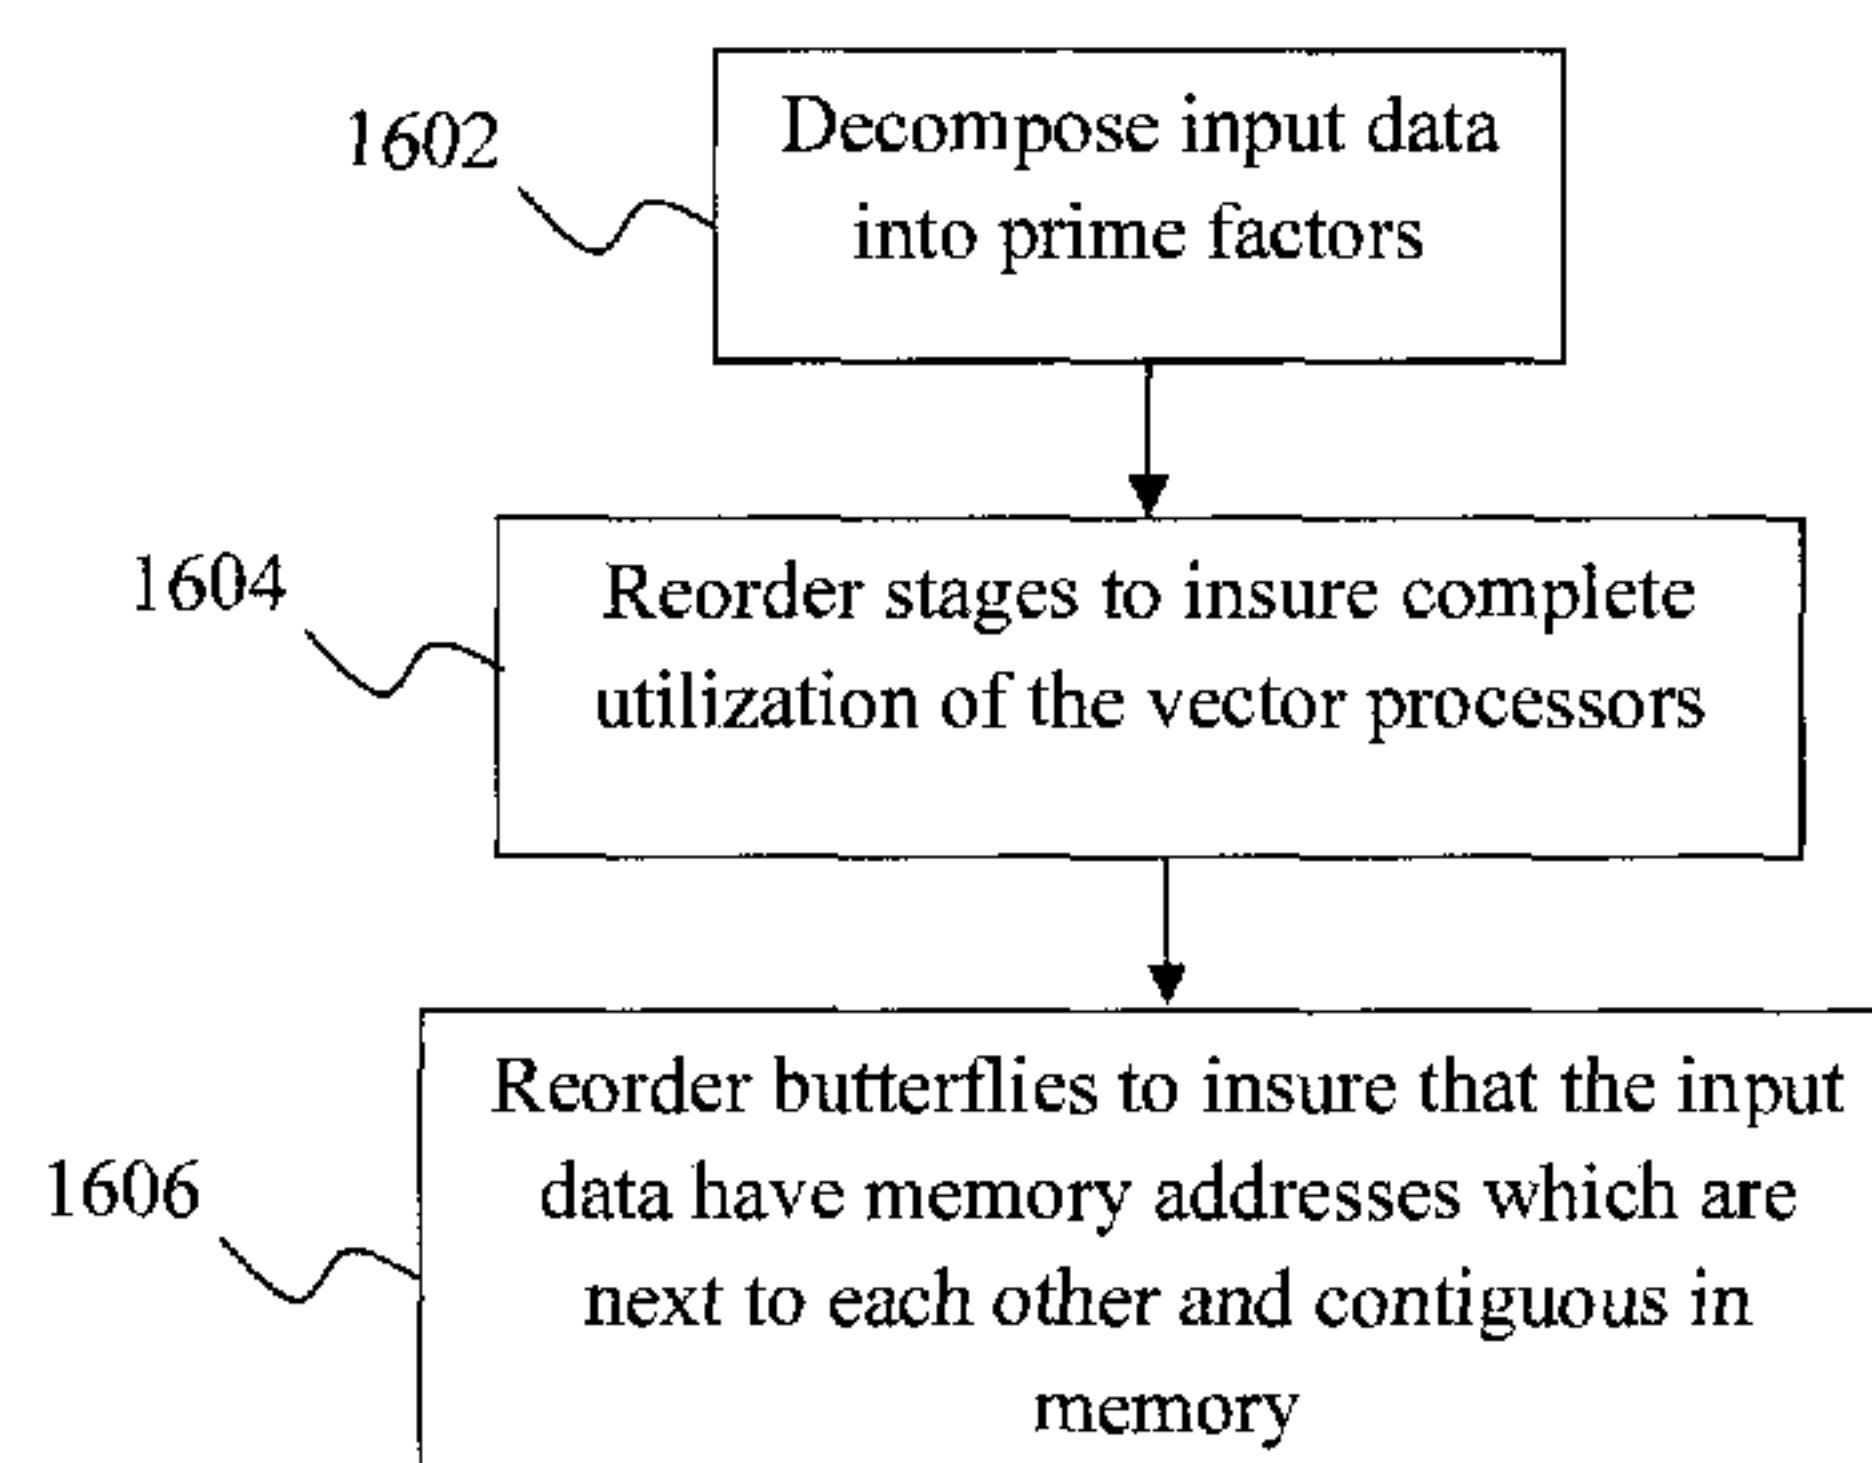 1602
Decompose input data
into prime factors
1604
Reorder stages to insure complete
utilization of the vector processors
1606
Reorder butterflies to insure that the input
data have memory addresses which are
next to each other and contiguous in
memory